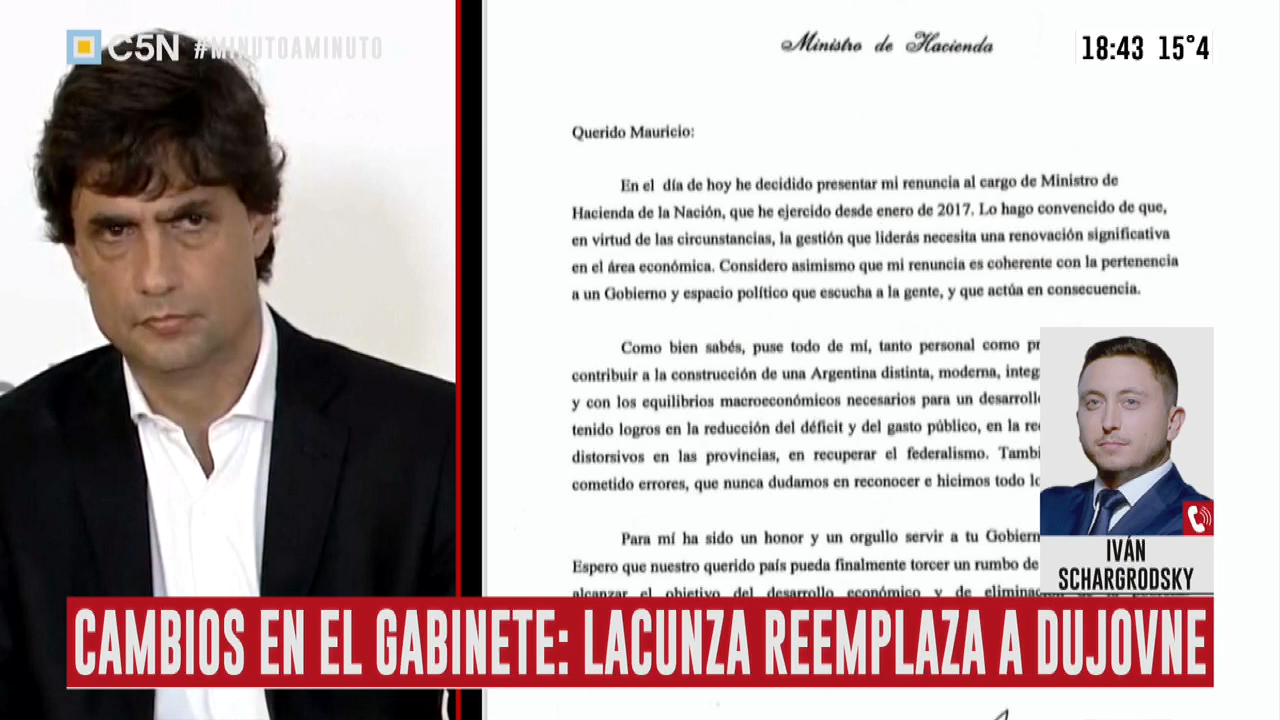 C5N #MINUTOAMINUTO
18:43 15°4
Ministro de Hacienda
Querido Mauricio:
En el día de hoy he decidido presentar mi renuncia al cargo de Ministro de
Hacienda de la Nación, que he ejercido desde enero de 2017. Lo hago convencido de que,
en virtud de las circunstancias, la gestión que liderás necesita una renovación significativa
en el área económica. Considero asimismo que mi renuncia es coherente con la pertenencia
a un Gobierno y espacio político que escucha a la gente, y que actúa en consecuencia.
Como bien sabés, puse todo de mí, tanto personal como
contribuir a la construcción de una Argentina distinta, moderna,
y con los equilibrios macroeconómicos necesarios para un
tenido logros en la reducción del déficit y del gasto público, en la
distorsivos en las provincias, en recuperar el federalismo.
cometido errores, que nunca dudamos en reconocer e hicimos todo
Para mí ha sido un honor y un orgullo servir a tu
Espero que nuestro querido país pueda finalmente torcer un rumbo de
alcanzar el objetivo del desarrollo económico y de
IVÁN
SCHARGRODSKY
CAMBIOS EN EL GABINETE: LACUNZA REEMPLAZA A DUJOVNE